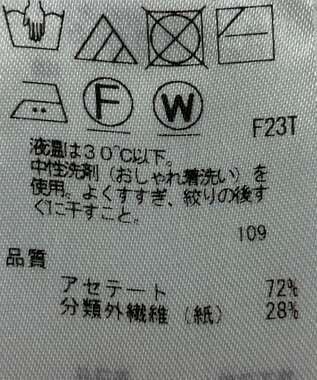 F W
F23T
液温は30℃以下。
中性洗剤（おしゃれ着洗い）を
使用。よくすすぎ、絞りの後す
ぐに干すこと。
109
品質
アセテート 72%
分類外繊維（紙） 28%